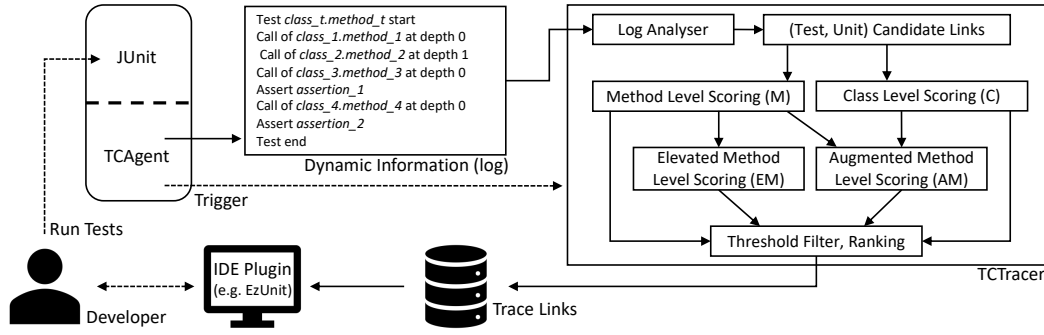 JUnit
TCAgent
Test class_t.method_t start
Call of class_1.method_1 at depth 0
Call of class_2.method_2 at depth 1
Call of class_3.method_3 at depth 0
Assert assertion_1
Call of class_4.method_4 at depth 0
Assert assertion_2
Test end
Dynamic Information (log)
Trigger
Run Tests
Log Analyser
(Test, Unit) Candidate Links
Method Level Scoring (M)
Class Level Scoring (C)
Elevated Method
Level Scoring (EM)
Augmented Method
Level Scoring (AM)
Threshold Filter, Ranking
TCTracer
Developer
IDE Plugin
(e.g. EzUnit)
Trace Links